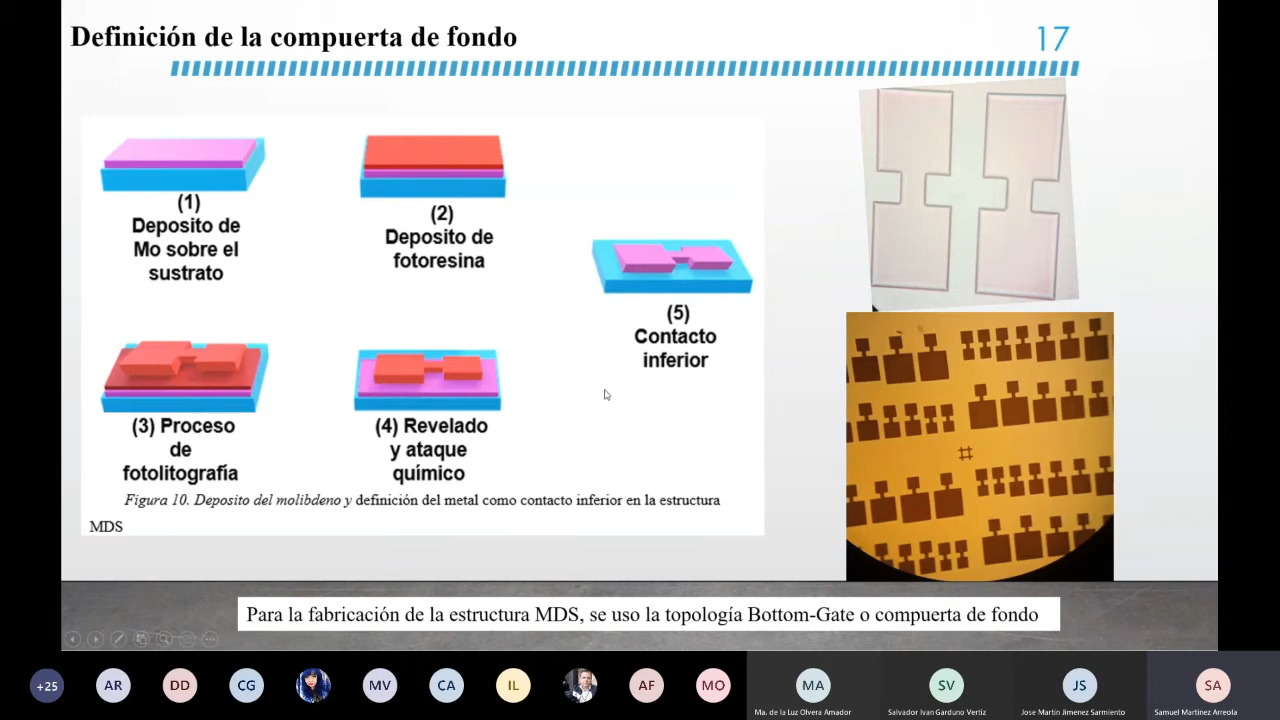 Definición de la compuerta de fondo
17
(1)
Deposito de
Mo sobre el
sustrato
(2)
Deposito de
fotoresina
(3) Proceso
de
fotolitografía
(4) Revelado
y ataque
químico
(5)
Contacto
inferior
Figura 10. Deposito del molibdeno y definición del metal como contacto inferior en la estructura
MDS
Para la fabricación de la estructura MDS, se uso la topología Bottom-Gate o compuerta de fondo
+25
AR
DD
CG
MV
CA
IL
AF
MO
MA
Ma. de la Luz Olvera Amador
SV
Salvador Ivan Garduno Vertiz
JS
Jose Martin Jimenez Sarmiento
SA
Samuel Martinez Arreola